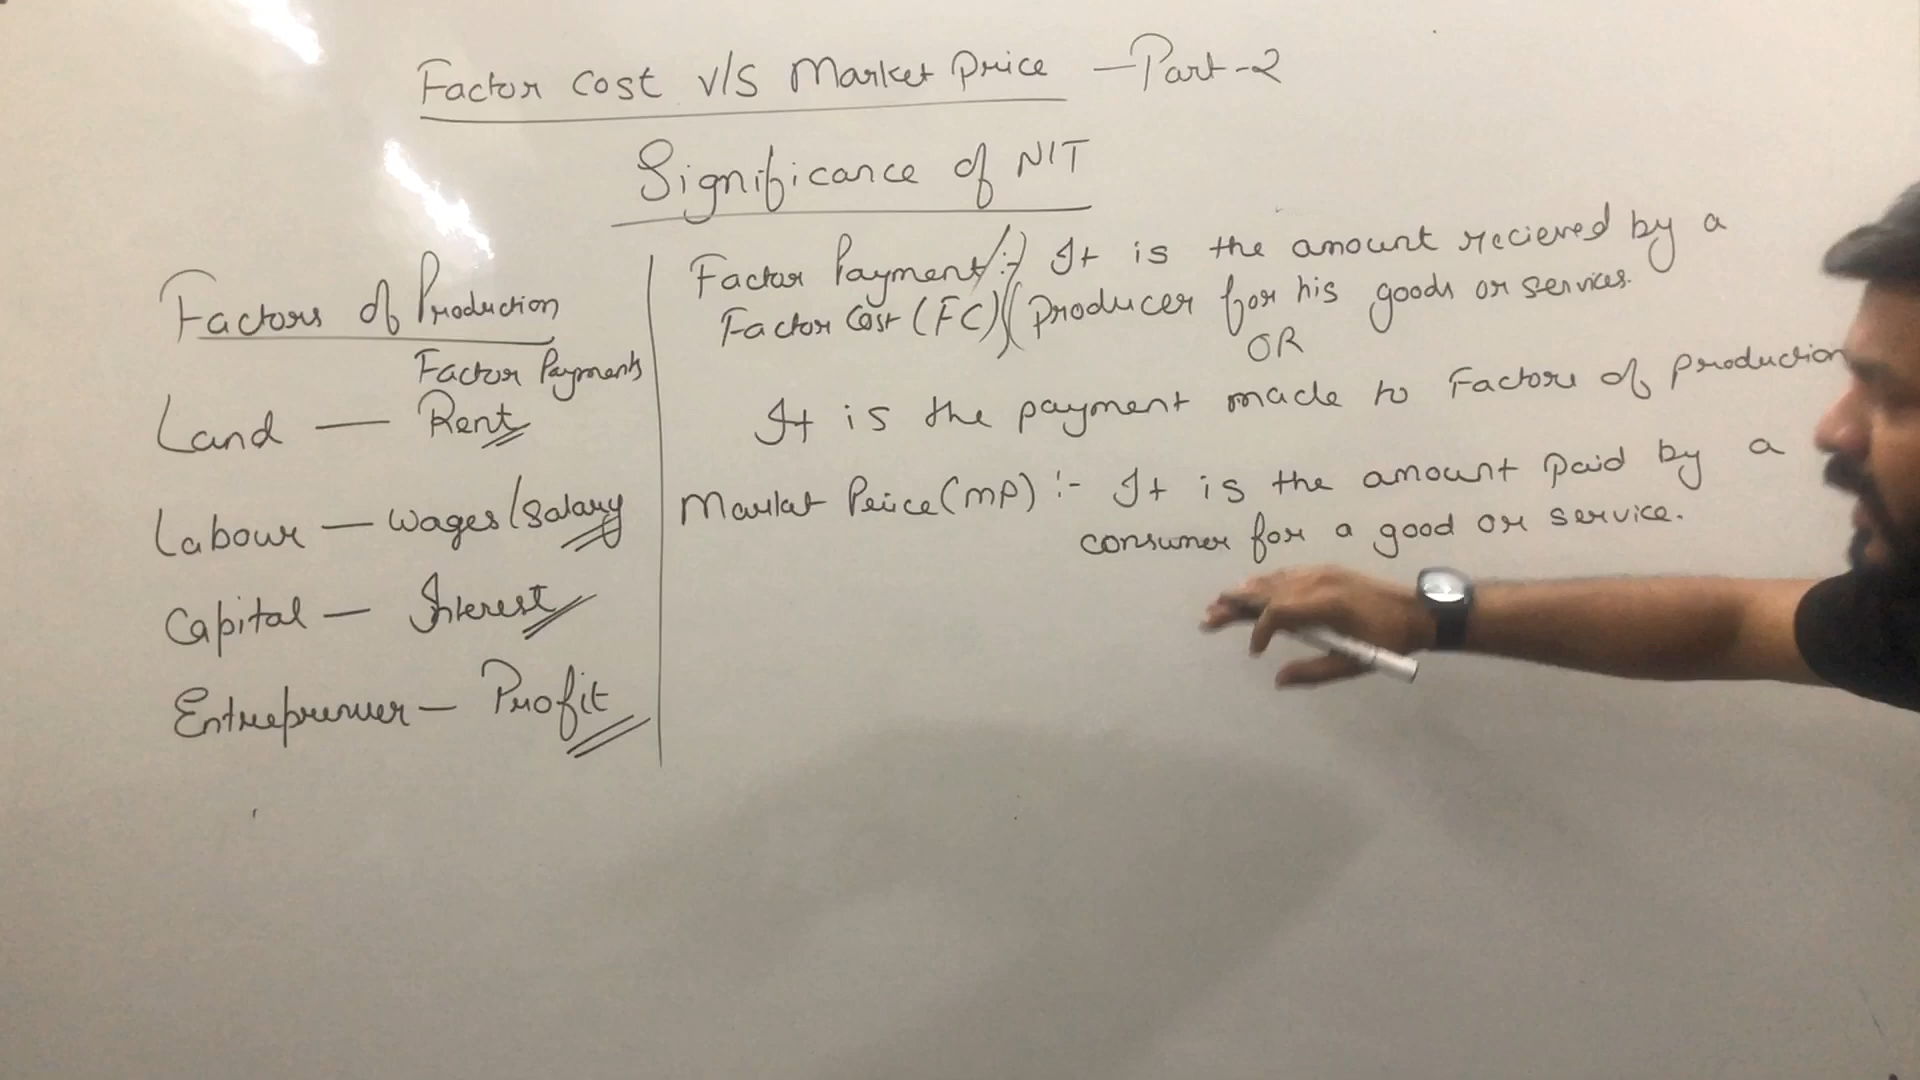 Factor Cost V/S Market Price - Part-2
Significance of NIT
Factors of Production
Factor Payments
Land — Rent
Labour — Wages/Salary
Capital — Interest
Entrepreneur — Profit
Factor Payment/:- It is the amount recieved by a
Factor Cost (FC) Producer for his goods or services.
OR
It is the payment made to Factors of production
Market Price (MP) :- It is the amount paid by a
consumer for a good or service.